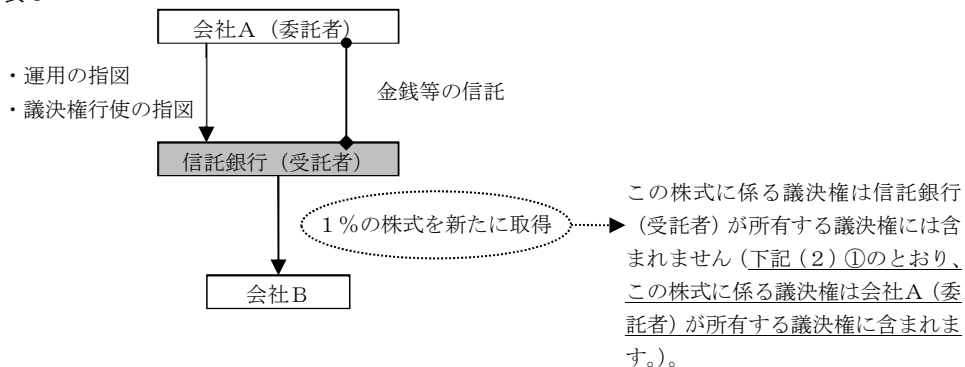 会社A（委託者）
・運用の指図
・議決権行使の指図
金銭等の信託
信託銀行（受託者）
１％の株式を新たに取得
この株式に係る議決権は信託銀行
（受託者）が所有する議決権には含
まれません（下記（２）①のとおり、
この株式に係る議決権は会社A（委
託者）が所有する議決権に含まれま
す。）。
会社B